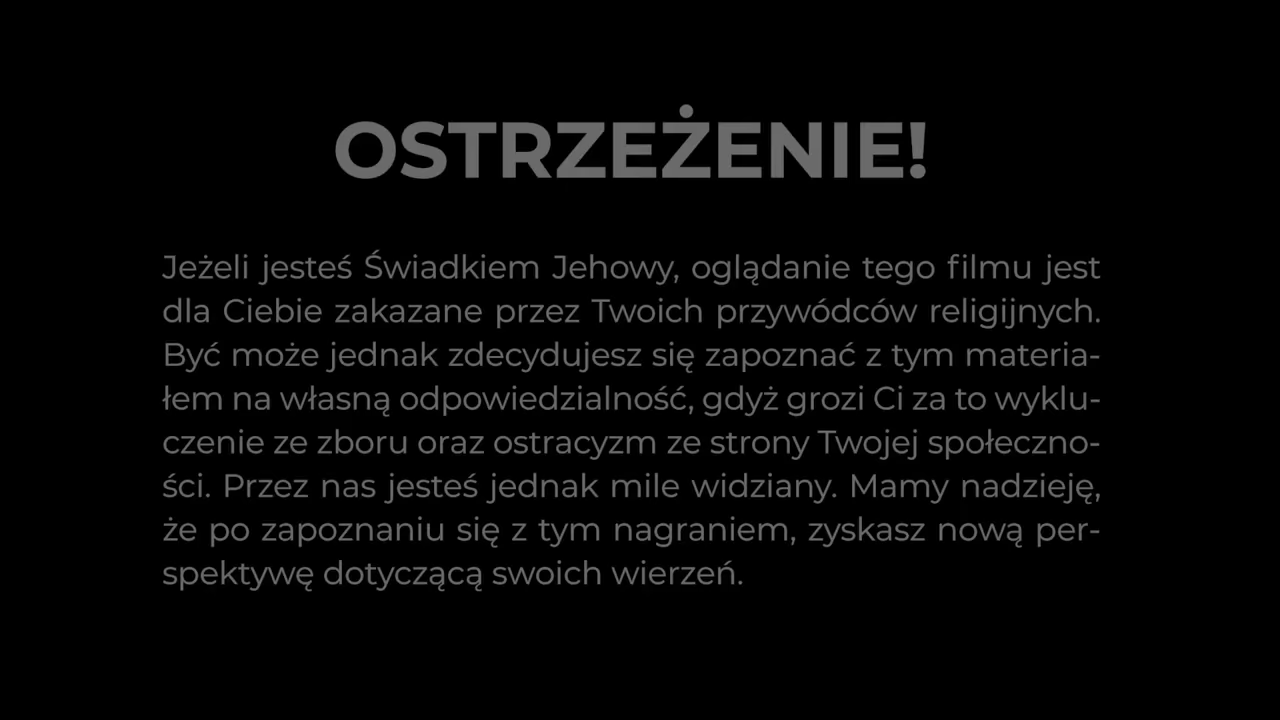 OSTRZEŻENIE!
Jeżeli jesteś Świadkiem Jehowy, oglądanie tego filmu jest
dla Ciebie zakazane przez Twoich przywódców religijnych.
Być może jednak zdecydujesz się zapoznać z tym materia-
łem na własną odpowiedzialność, gdyż grozi Ci za to wyklu-
czenie ze zboru oraz ostracyzm ze strony Twojej społeczno-
ści. Przez nas jesteś jednak mile widziany. Mamy nadzieję,
że po zapoznaniu się z tym nagraniem, zyskasz nową per-
spektywę dotyczącą swoich wierzeń.